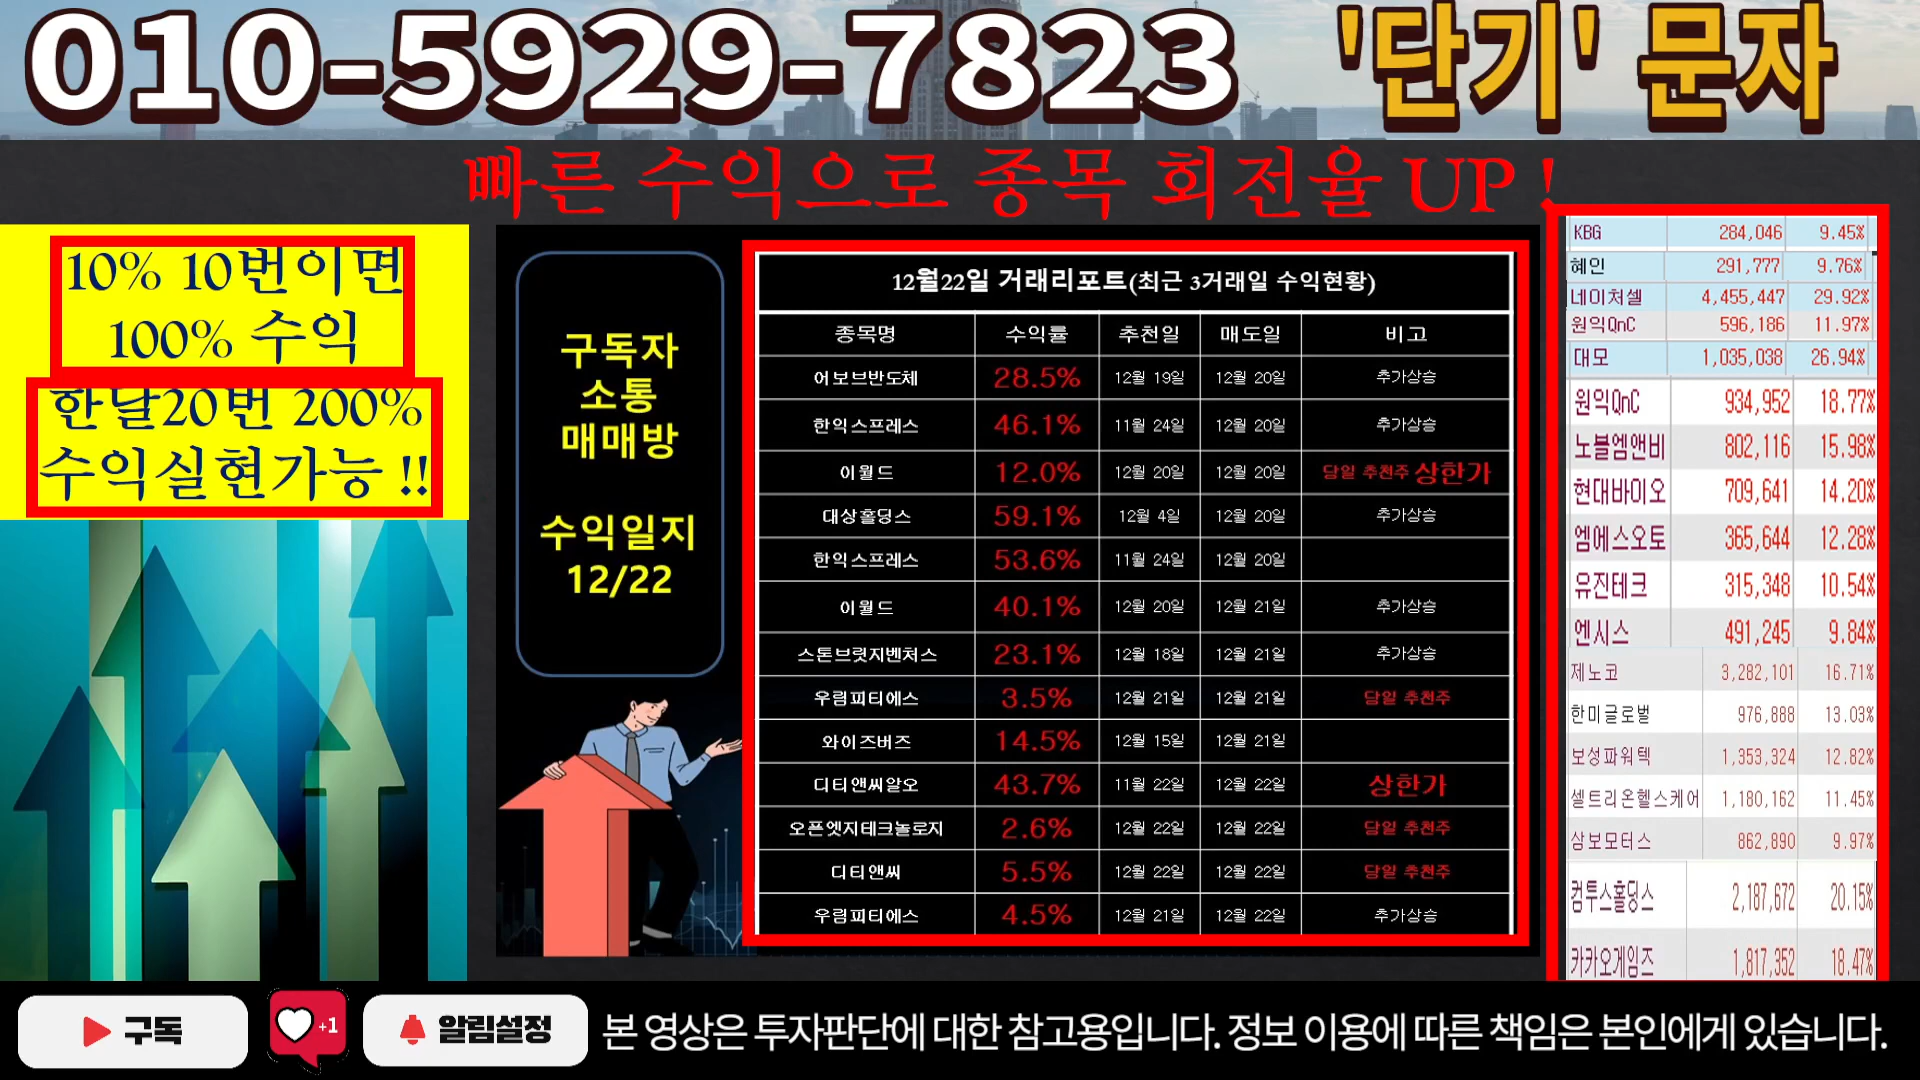 010-5929-7823 '단기' 문자
빠른 수익으로 종목 회전율 UP !
10% 10번이면
100% 수익
한달20번 200%
수익실현가능 !!
구독자
소통
매매방
수익일지
12/22
12월22일 거래리포트(최근 3거래일 수익현황)
종목명 수익률 추천일 매도일 비고
어보브반도체 28.5% 12월 19일 12월 20일 추가상승
한익스프레스 46.1% 11월 24일 12월 20일 추가상승
이월드 12.0% 12월 20일 12월 20일 당일 추천주 상한가
대상홀딩스 59.1% 12월 4일 12월 20일 추가상승
한익스프레스 53.6% 11월 24일 12월 20일
이월드 40.1% 12월 20일 12월 21일 추가상승
스톤브릿지벤처스 23.1% 12월 18일 12월 21일 추가상승
우림피티에스 3.5% 12월 21일 12월 21일 당일 추천주
와이즈버즈 14.5% 12월 15일 12월 21일
디티앤씨알오 43.7% 11월 22일 12월 22일 상한가
오픈엣지테크놀로지 2.6% 12월 22일 12월 22일 당일 추천주
디티앤씨 5.5% 12월 22일 12월 22일 당일 추천주
우림피티에스 4.5% 12월 21일 12월 22일 추가상승
KBG 284,046 9.45%
혜인 291,777 9.76%
네이처셀 4,455,447 29.92%
원익QnC 596,186 11.97%
대모 1,035,038 26.94%
원익QnC 934,952 18.77%
노블엠앤비 802,116 15.98%
현대바이오 709,641 14.20%
엠에스오토 365,644 12.28%
유진테크 315,348 10.54%
엔시스 491,245 9.84%
제노코 3,282,101 16.71%
한미글로벌 976,888 13.03%
보성파워텍 1,353,324 12.82%
셀트리온헬스케어 1,180,162 11.45%
상보모터스 862,890 9.97%
컴투스홀딩스 2,187,672 20.15%
카카오게임즈 1,817,352 18.47%
구독 +1 알림설정 본 영상은 투자판단에 대한 참고용입니다. 정보 이용에 따른 책임은 본인에게 있습니다.